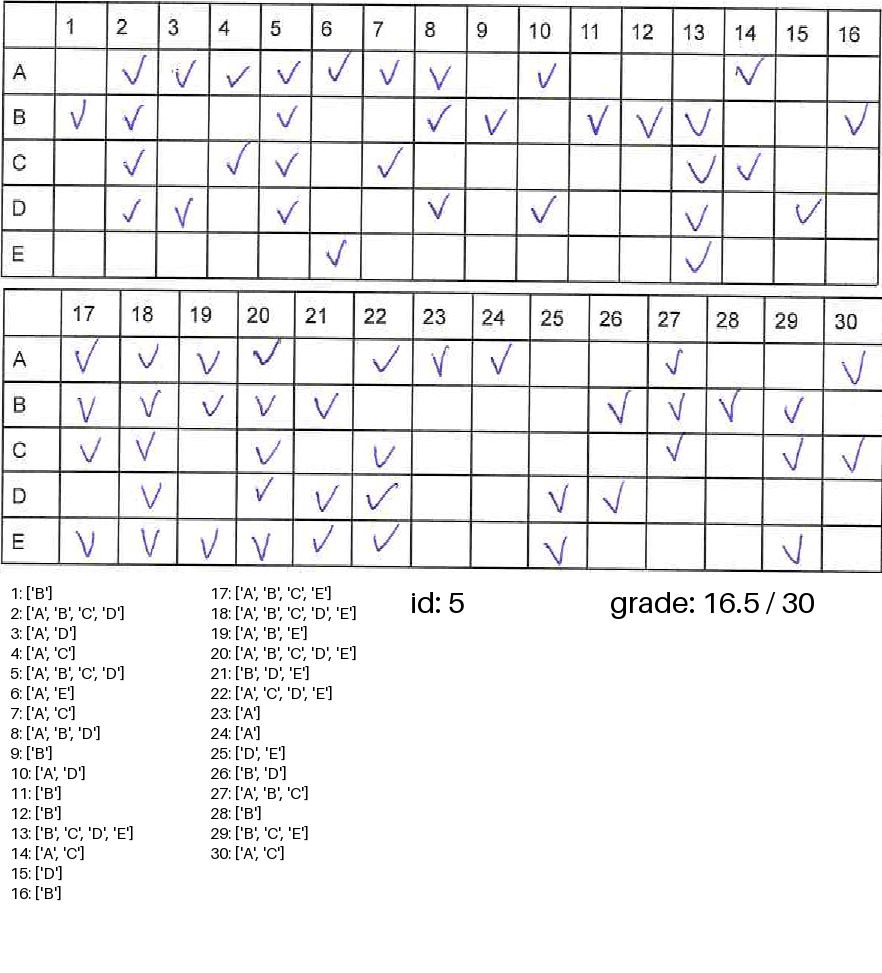 1 2 3 4 5 6 7 8 9 10 11 12 13 14 15 16
A ✓ ✓ ✓ ✓ ✓ ✓ ✓ ✓ ✓
B ✓ ✓ ✓ ✓ ✓ ✓ ✓ ✓ ✓
C ✓ ✓ ✓ ✓ ✓ ✓
D ✓ ✓ ✓ ✓ ✓ ✓ ✓
E ✓ ✓
17 18 19 20 21 22 23 24 25 26 27 28 29 30
A ✓ ✓ ✓ ✓ ✓ ✓ ✓ ✓ ✓
B ✓ ✓ ✓ ✓ ✓ ✓ ✓ ✓ ✓
C ✓ ✓ ✓ ✓ ✓ ✓ ✓
D ✓ ✓ ✓ ✓ ✓ ✓
E ✓ ✓ ✓ ✓ ✓ ✓ ✓ ✓
1: ['B']
2: ['A', 'B', 'C', 'D']
3: ['A', 'D']
4: ['A', 'C']
5: ['A', 'B', 'C', 'D']
6: ['A', 'E']
7: ['A', 'C']
8: ['A', 'B', 'D']
9: ['B']
10: ['A', 'D']
11: ['B']
12: ['B']
13: ['B', 'C', 'D', 'E']
14: ['A', 'C']
15: ['D']
16: ['B']
17: ['A', 'B', 'C', 'E']
18: ['A', 'B', 'C', 'D', 'E']
19: ['A', 'B', 'E']
20: ['A', 'B', 'C', 'D', 'E']
21: ['B', 'D', 'E']
22: ['A', 'C', 'D', 'E']
23: ['A']
24: ['A']
25: ['D', 'E']
26: ['B', 'D']
27: ['A', 'B', 'C']
28: ['B']
29: ['B', 'C', 'E']
30: ['A', 'C']
id: 5
grade: 16.5 / 30